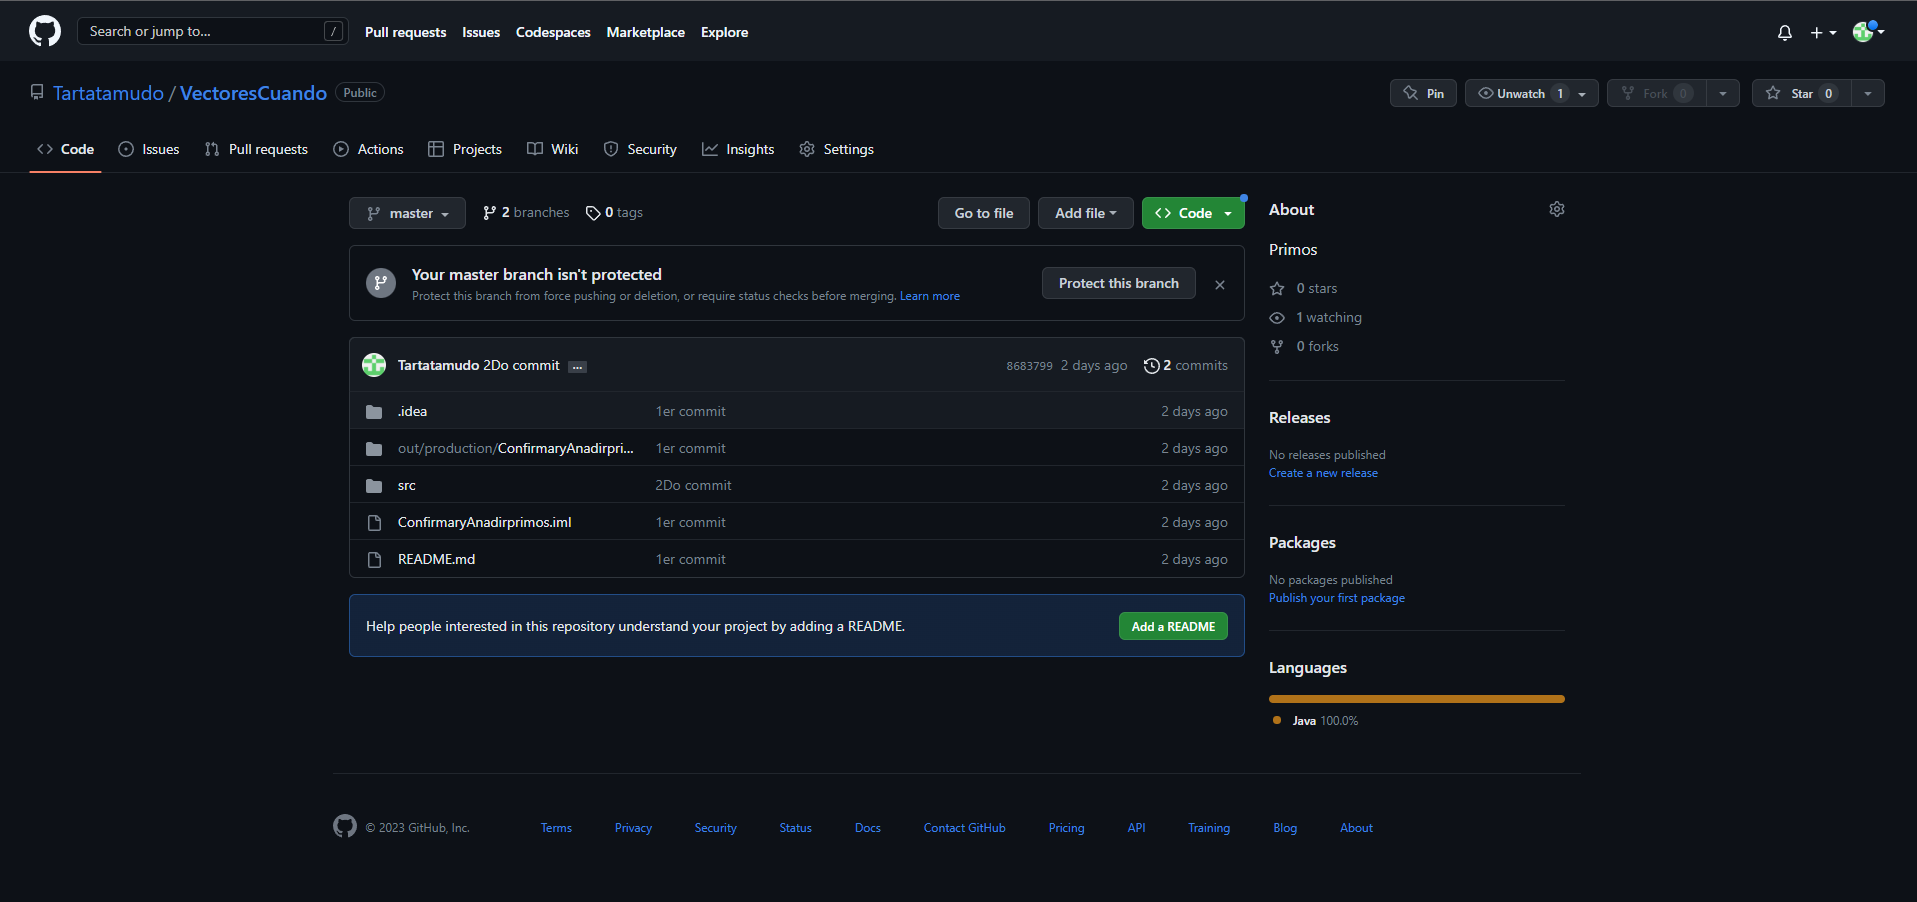 Search or jump to... /
Pull requests Issues Codespaces Marketplace Explore
Tartatamudo / VectoresCuando Public
Pin Unwatch 1 Fork 0 Star 0
Code Issues Pull requests Actions Projects Wiki Security Insights Settings
master 2 branches 0 tags Go to file Add file Code
Your master branch isn't protected
Protect this branch from force pushing or deletion, or require status checks before merging. Learn more
Protect this branch
Tartatamudo 2Do commit ... 8683799 2 days ago 2 commits
.idea 1er commit 2 days ago
out/production/ConfirmaryAnadirpri... 1er commit 2 days ago
src 2Do commit 2 days ago
ConfirmaryAnadirprimos.iml 1er commit 2 days ago
README.md 1er commit 2 days ago
Help people interested in this repository understand your project by adding a README. Add a README
About
Primos
0 stars
1 watching
0 forks
Releases
No releases published
Create a new release
Packages
No packages published
Publish your first package
Languages
Java 100.0%
© 2023 GitHub, Inc. Terms Privacy Security Status Docs Contact GitHub Pricing API Training Blog About